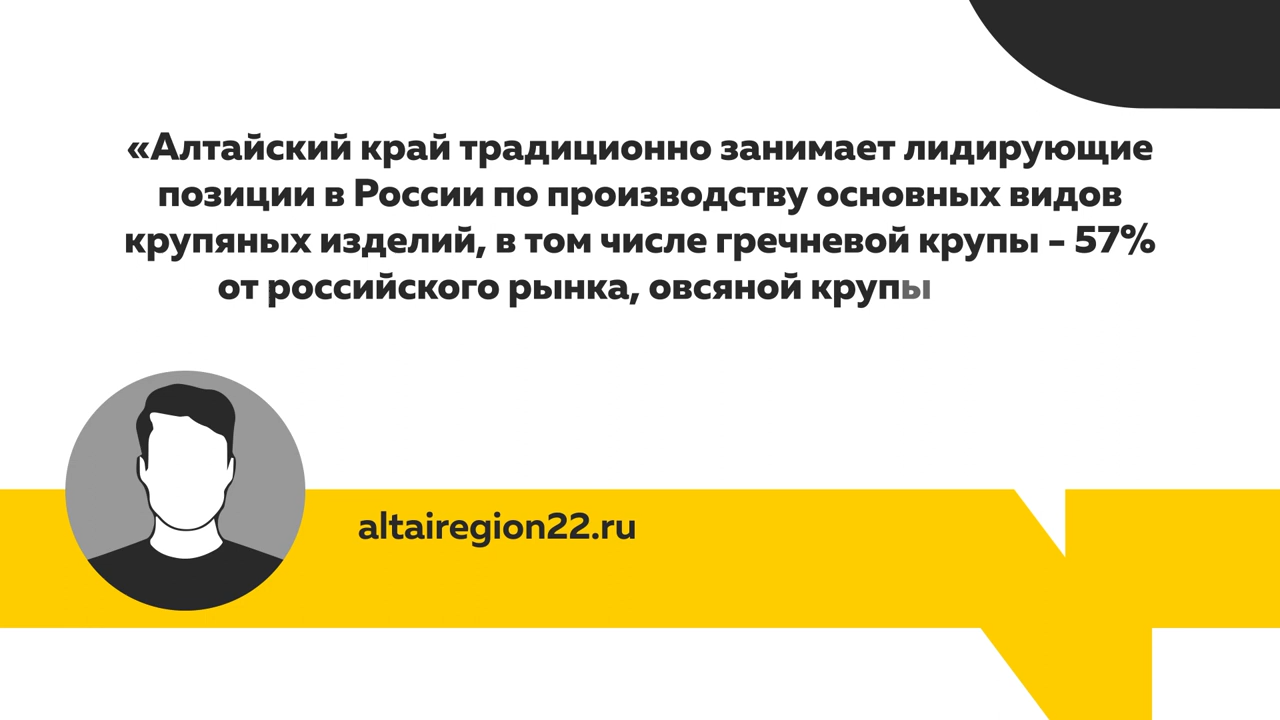 «Алтайский край традиционно занимает лидирующие
позиции в России по производству основных видов
крупяных изделий, в том числе гречневой крупы – 57%
от российского рынка, овсяной крупы
altairegion22.ru